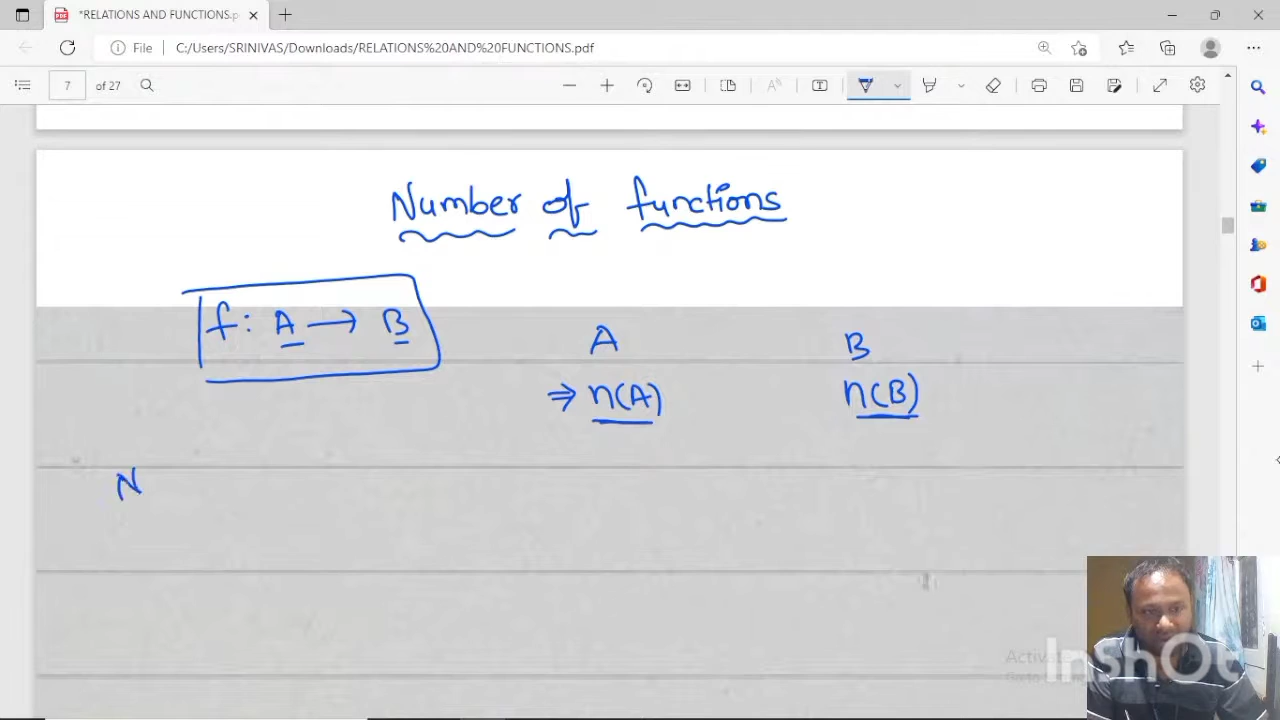 *RELATIONS AND FUNCTIONS.p
File C:/Users/SRINIVAS/Downloads/RELATIONS%20AND%20FUNCTIONS.pdf
7 of 27
Number of functions
f: A → B
A B
⇒ n(A) n(B)
N
InshOt